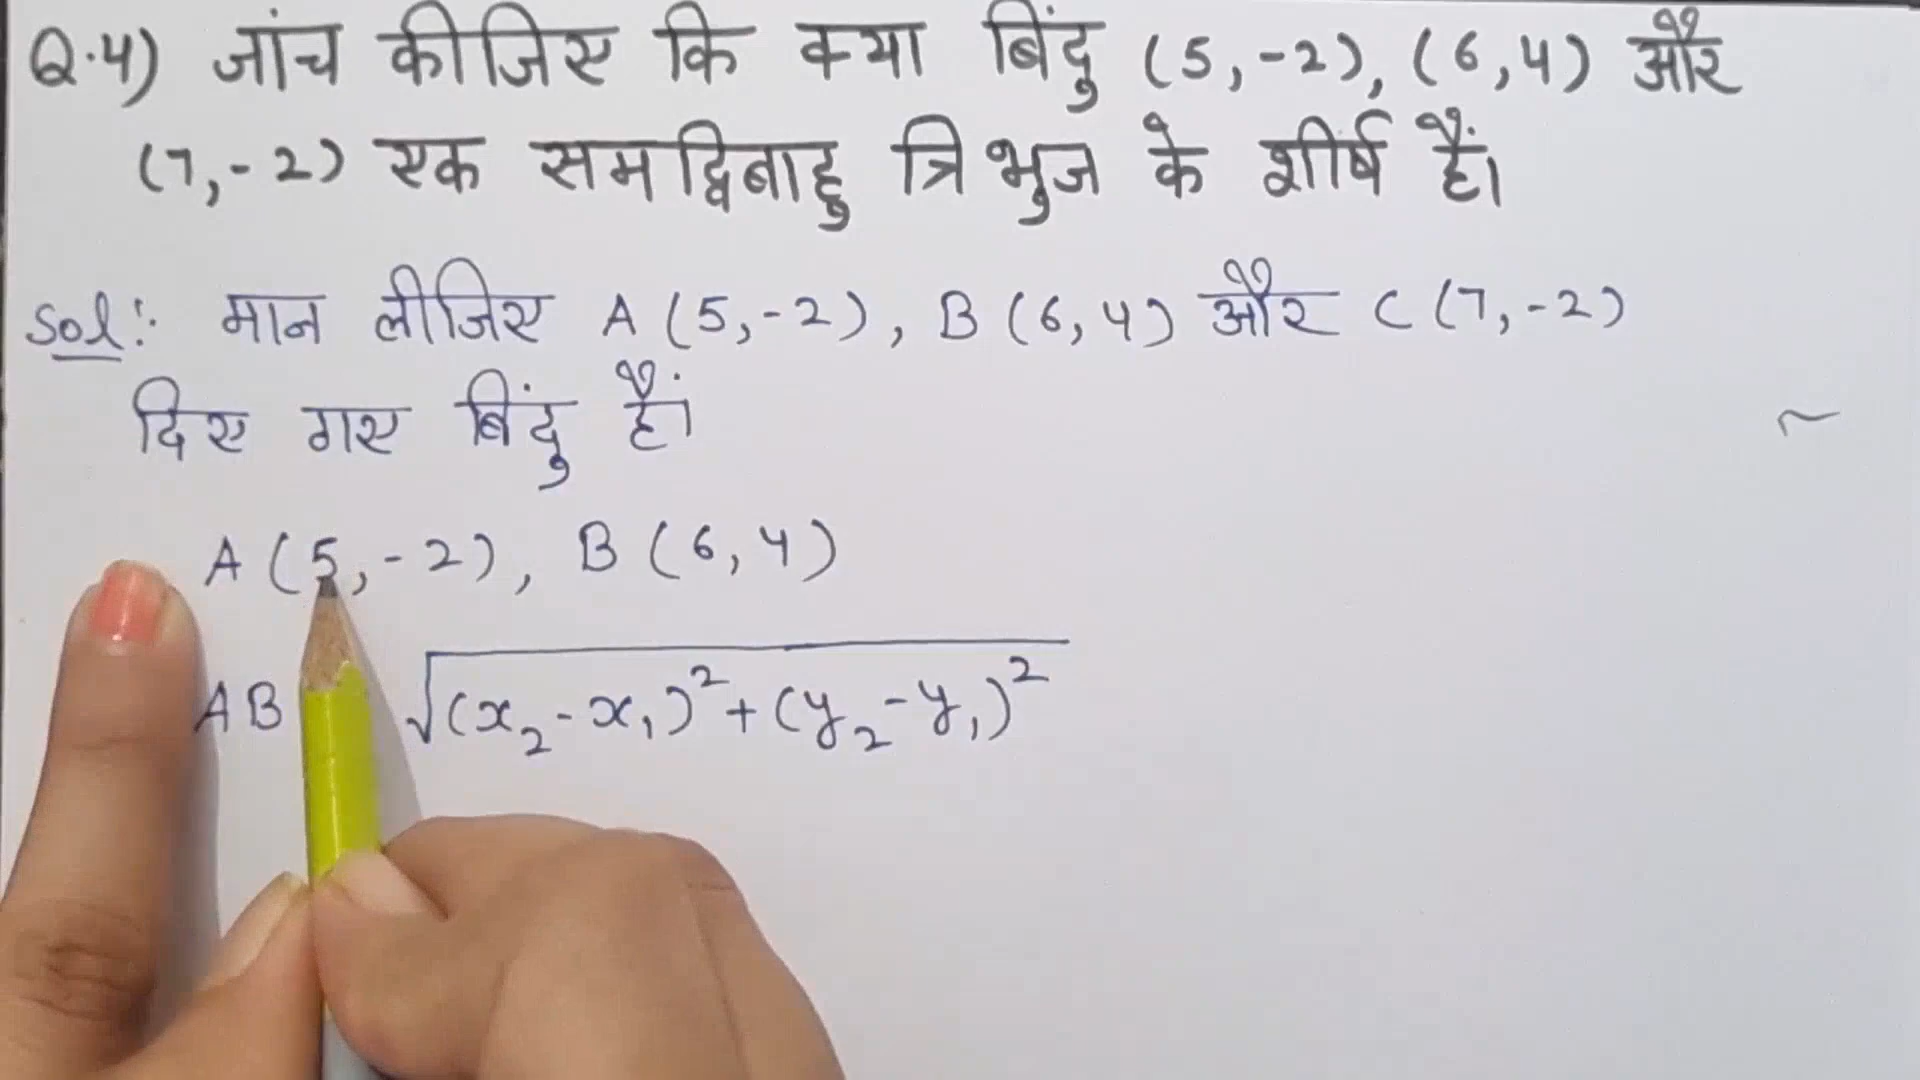 Q.4) जांच कीजिए कि क्या बिंदु (5,-2), (6,4) और
(7,-2) एक समद्विबाहु त्रिभुज के शीर्ष हैं।
Sol: मान लीजिए A (5,-2), B (6,4) और C (7,-2)
दिए गए बिंदु हैं।
A (5,-2), B (6,4)
AB √(x₂-x₁)²+(y₂-y₁)²